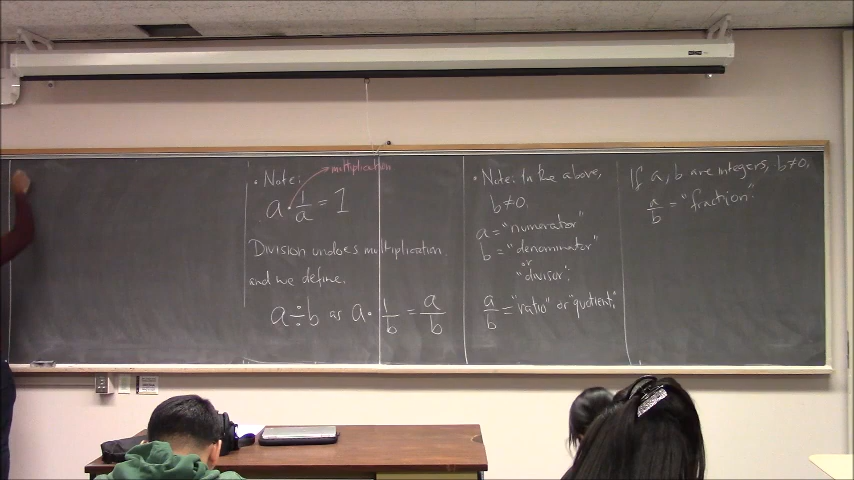 • Note:
multiplication
a · 1/a = 1
Division undoes multiplication.
and we define,
a ÷ b as a · 1/b = a/b
• Note: In the above,
b ≠ 0.
a = "numerator"
b = "denominator"
or
"divisor".
a/b = "ratio" or "quotient."
If a, b are integers, b ≠ 0,
a/b = "fraction."